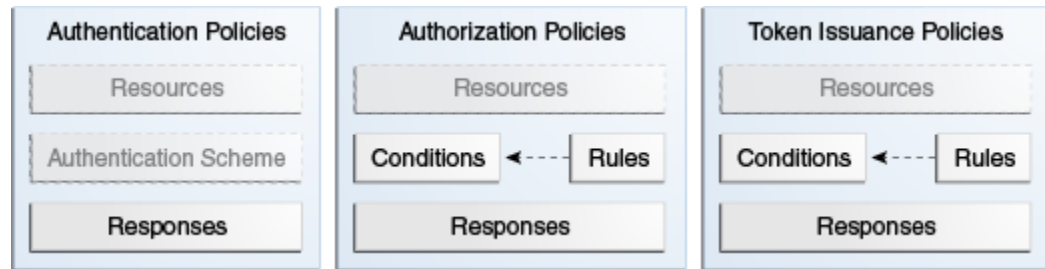 Authentication Policies
Resources
Authentication Scheme
Responses
Authorization Policies
Resources
Conditions Rules
Responses
Token Issuance Policies
Resources
Conditions Rules
Responses